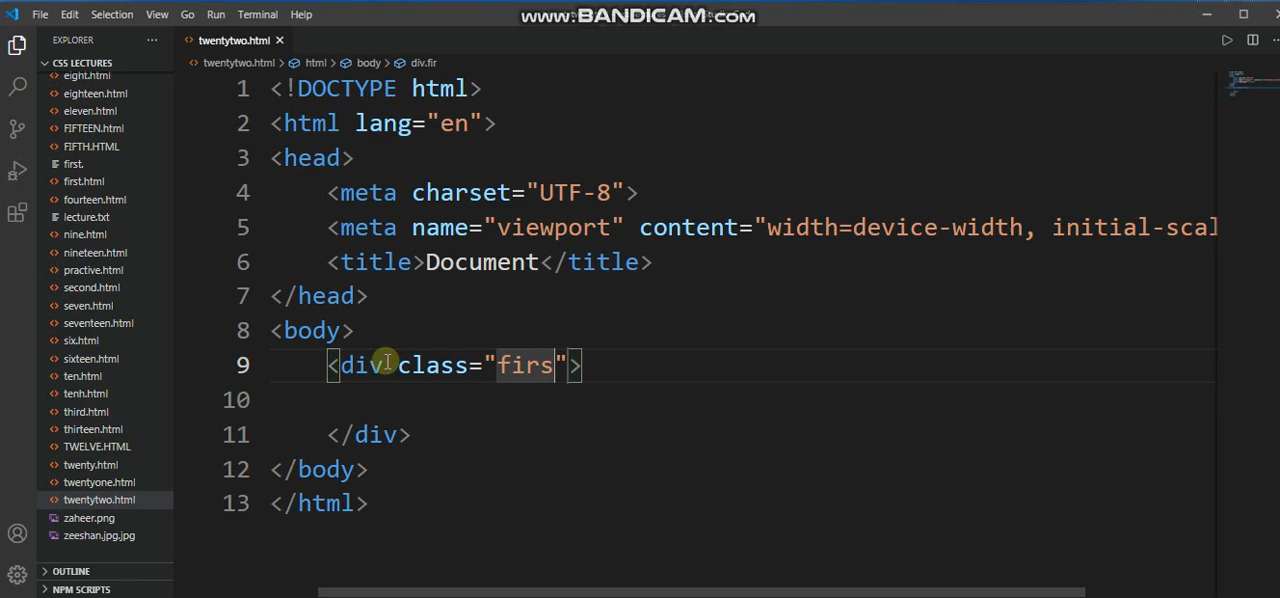 File Edit Selection View Go Run Terminal Help
www.BANDICAM.com
EXPLORER
twentytwo.html
CSS LECTURES
twentytwo.html > html > body > div.fir
eight.html
eighteen.html
eleven.html
FIFTEEN.html
FIFTH.HTML
first.
first.html
fourteen.html
lecture.txt
nine.html
nineteen.html
practive.html
second.html
seven.html
seventeen.html
six.html
sixteen.html
ten.html
tenh.html
third.html
thirteen.html
TWELVE.HTML
twenty.html
twentyone.html
twentytwo.html
zaheer.png
zeeshan.jpg.jpg
OUTLINE
NPM SCRIPTS
1 <!DOCTYPE html>
2 <html lang="en">
3 <head>
4 <meta charset="UTF-8">
5 <meta name="viewport" content="width=device-width, initial-scal
6 <title>Document</title>
7 </head>
8 <body>
9 <div class="firs">
10
11 </div>
12 </body>
13 </html>